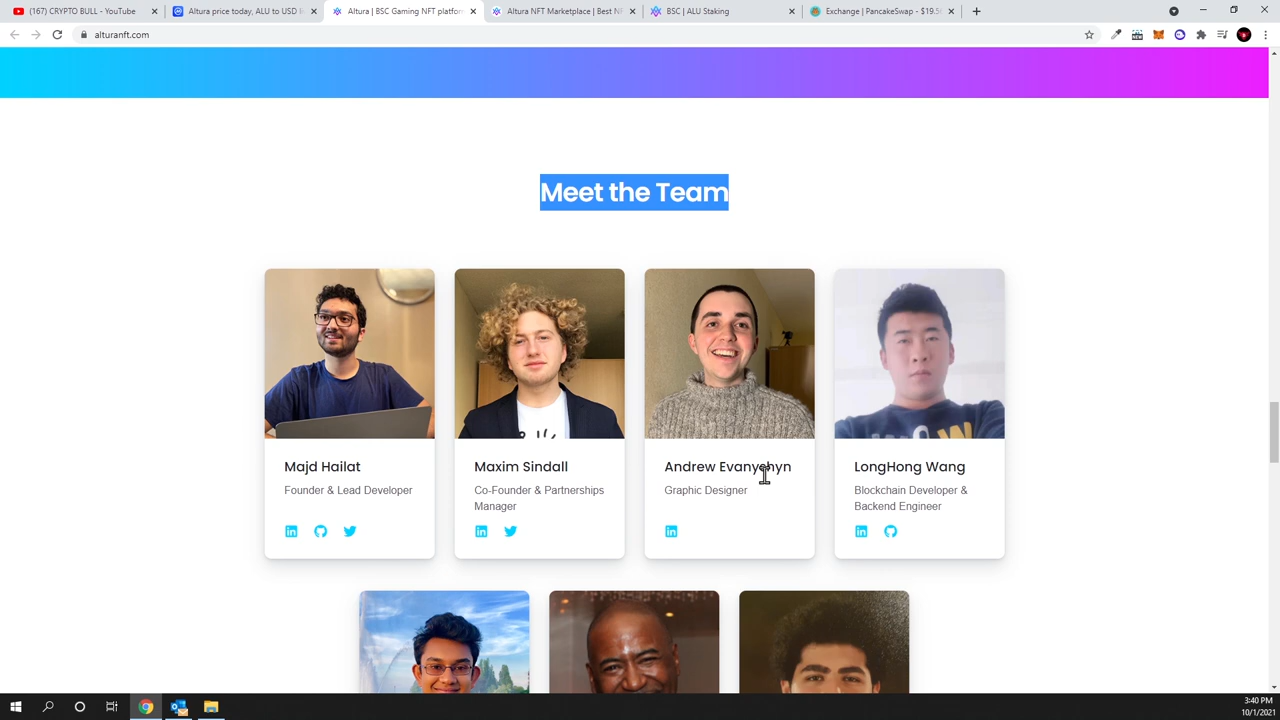 (167) CRYPTO BULL - YouTube
Altura price today, ALU to USD l
Altura | BSC Gaming NFT platfor
Altura NFT Marketplace | Best N
BSC | ALU Staking
Exchange | PancakeSwap - $19.5
alturanft.com
Meet the Team
Majd Hailat
Founder & Lead Developer
Maxim Sindall
Co-Founder & Partnerships
Manager
Andrew Evanyshyn
Graphic Designer
LongHong Wang
Blockchain Developer &
Backend Engineer
3:40 PM
10/1/2021